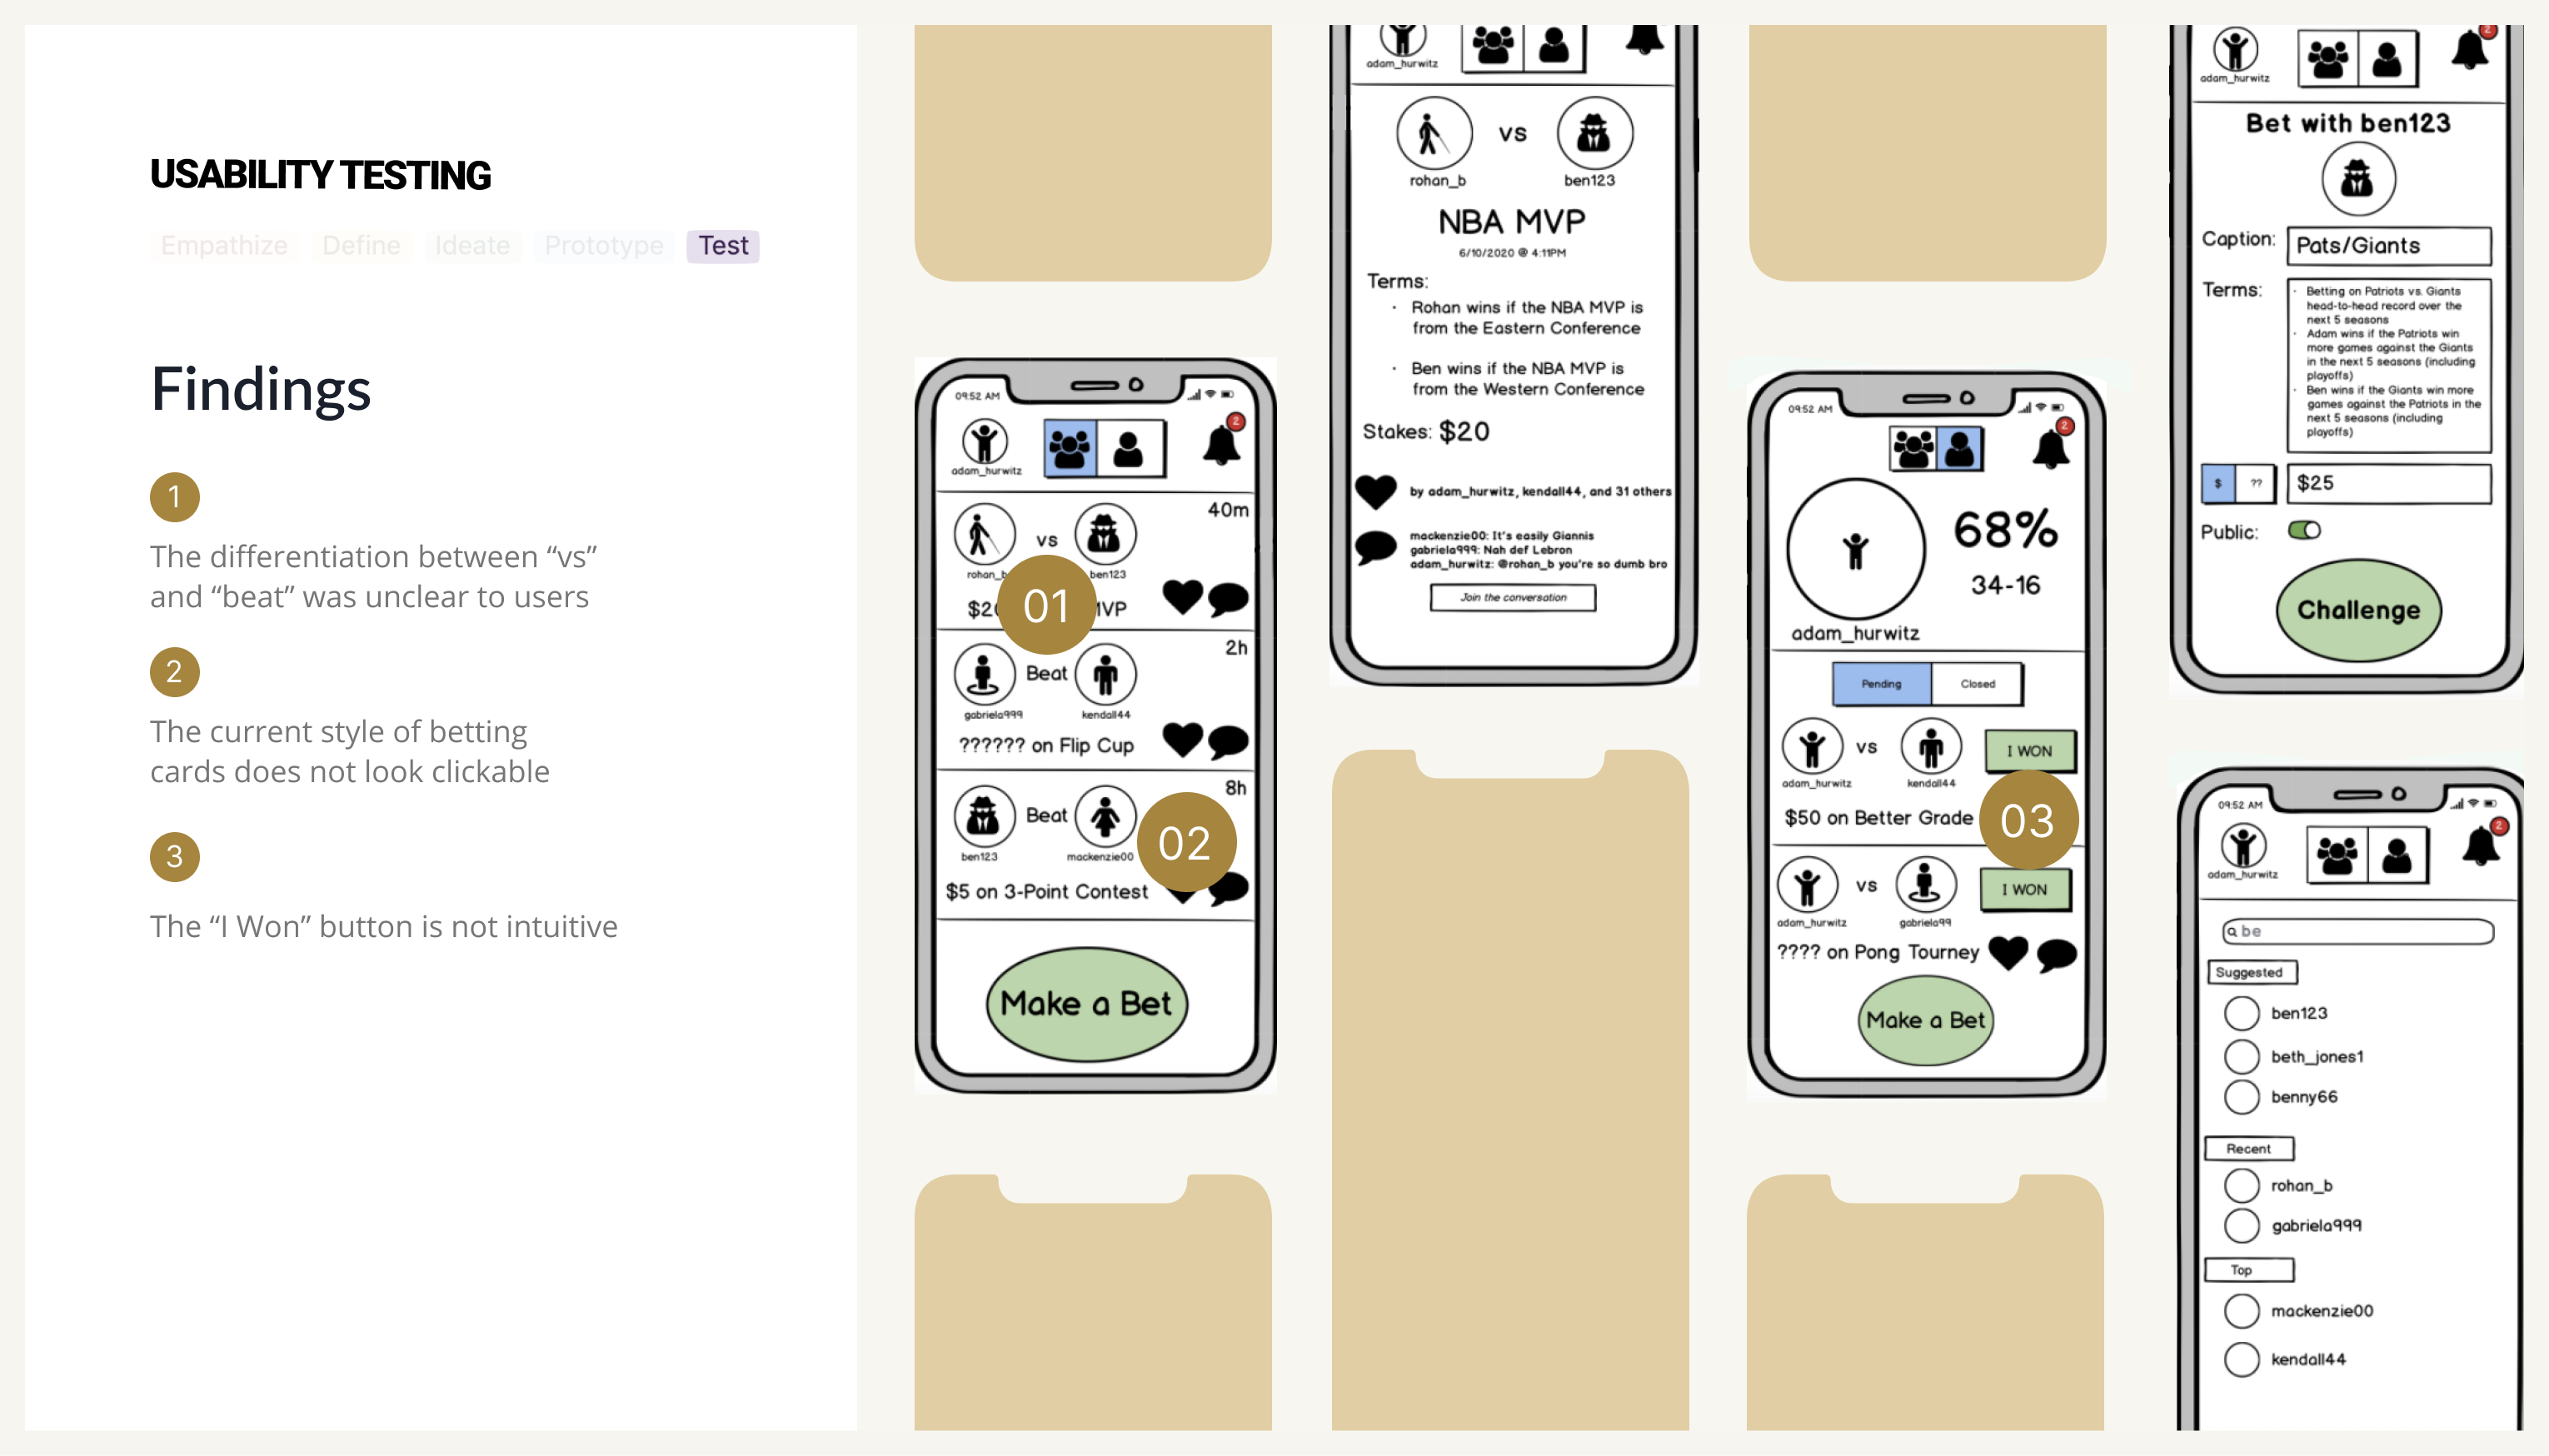 USABILITY TESTING
Empathize Define Ideate Prototype Test
Findings
1
The differentiation between “vs”
and “beat” was unclear to users
2
The current style of betting
cards does not look clickable
3
The “I Won” button is not intuitive
09:52 AM
2
adam_hurwitz
40m
vs
rohan_b ben123
01
2h
Beat
gabriela999 kendall44
?????? on Flip Cup
8h
Beat
ben123 mackenzie00
02
$5 on 3-Point Contest
Make a Bet
adam_hurwitz
vs
rohan_b ben123
NBA MVP
6/10/2020 @ 4:11PM
Terms:
· Rohan wins if the NBA MVP is
from the Eastern Conference
· Ben wins if the NBA MVP is
from the Western Conference
Stakes: $20
by adam_hurwitz, kendall44, and 31 others
mackenzie00: It's easily Giannis
gabriela999: Nah def Lebron
adam_hurwitz: @rohan_b you're so dumb bro
Join the conversation
09:52 AM
2
68%
34-16
adam_hurwitz
Pending Closed
vs
I WON
adam_hurwitz kendall44
$50 on Better Grade
03
vs
I WON
adam_hurwitz gabriela99
???? on Pong Tourney
Make a Bet
2
adam_hurwitz
Bet with ben123
Caption: Pats/Giants
Terms:
· Betting on Patriots vs. Giants
head-to-head record over the
next 5 seasons
· Adam wins if the Patriots win
more games against the Giants
in the next 5 seasons (including
playoffs)
· Ben wins if the Giants win more
games against the Patriots in the
next 5 seasons (including
playoffs)
$ ?? $25
Public:
Challenge
09:52 AM
2
adam_hurwitz
be
Suggested
ben123
beth_jones1
benny66
Recent
rohan_b
gabriela999
Top
mackenzie00
kendall44